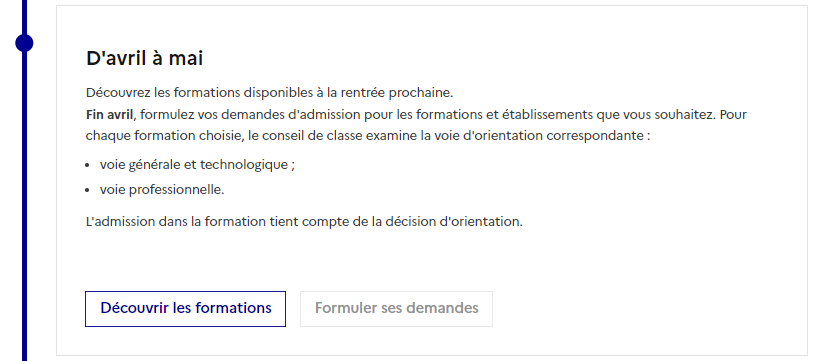 D'avril à mai
Découvrez les formations disponibles à la rentrée prochaine.
Fin avril, formulez vos demandes d'admission pour les formations et établissements que vous souhaitez. Pour
chaque formation choisie, le conseil de classe examine la voie d'orientation correspondante :
• voie générale et technologique ;
• voie professionnelle.
L'admission dans la formation tient compte de la décision d'orientation.
Découvrir les formations
Formuler ses demandes